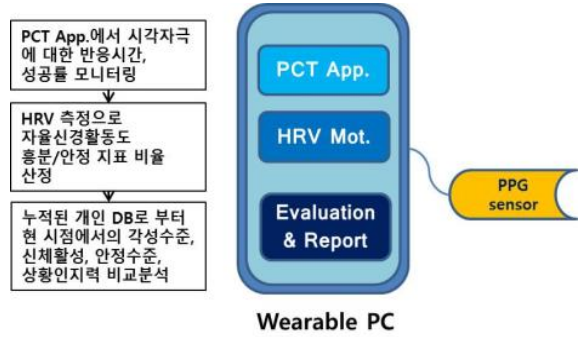 PCT App.에서 시각자극
에 대한 반응시간,
성공률 모니터링
HRV 측정으로
자율신경활동도
흥분/안정 지표 비율
산정
누적된 개인 DB로 부터
현 시점에서의 각성수준,
신체활성, 안정수준,
상황인지력 비교분석
PCT App.
HRV Mot.
Evaluation
& Report
PPG
sensor
Wearable PC